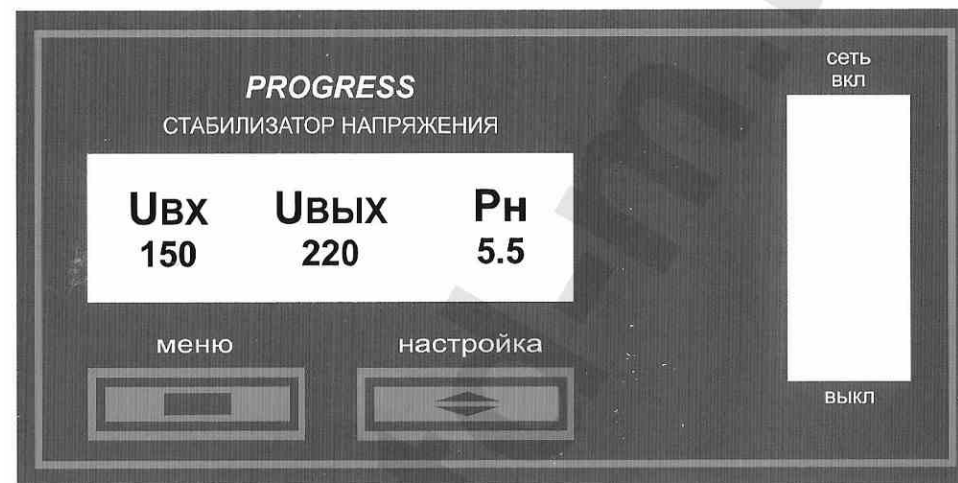 PROGRESS
СТАБИЛИЗАТОР НАПРЯЖЕНИЯ
Uвх Uвых Pн
150 220 5.5
меню настройка
сеть
вкл
выкл